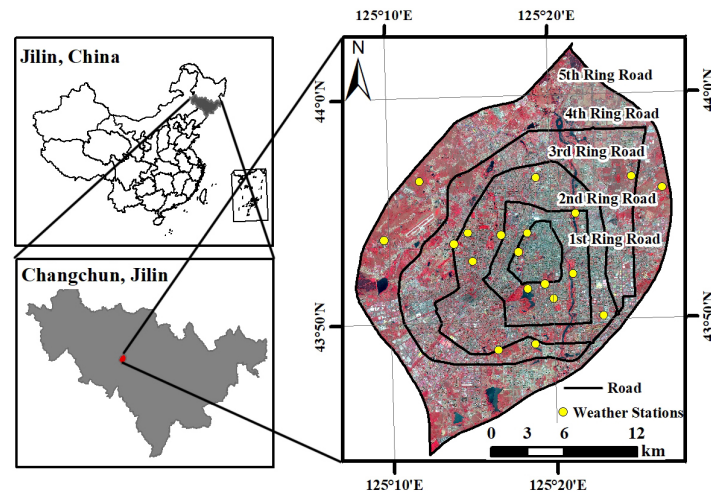 Jilin, China
Changchun, Jilin
125°10'E
125°20'E
N
44°0'N
44°0'N
5th Ring Road
4th Ring Road
3rd Ring Road
2nd Ring Road
1st Ring Road
43°50'N
43°50'N
Road
Weather Stations
0 3 6 12
km
125°10'E
125°20'E